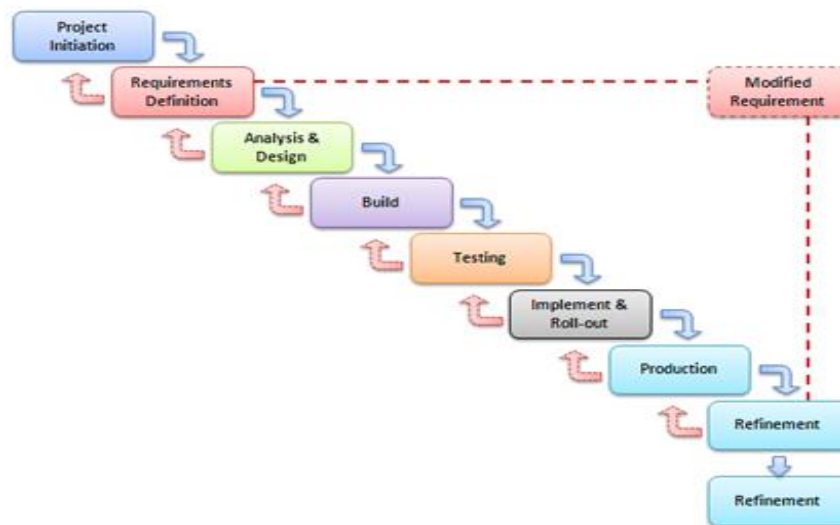 Project
Initiation
Requirements
Definition
Modified
Requirement
Analysis &
Design
Build
Testing
Implement &
Roll-out
Production
Refinement
Refinement